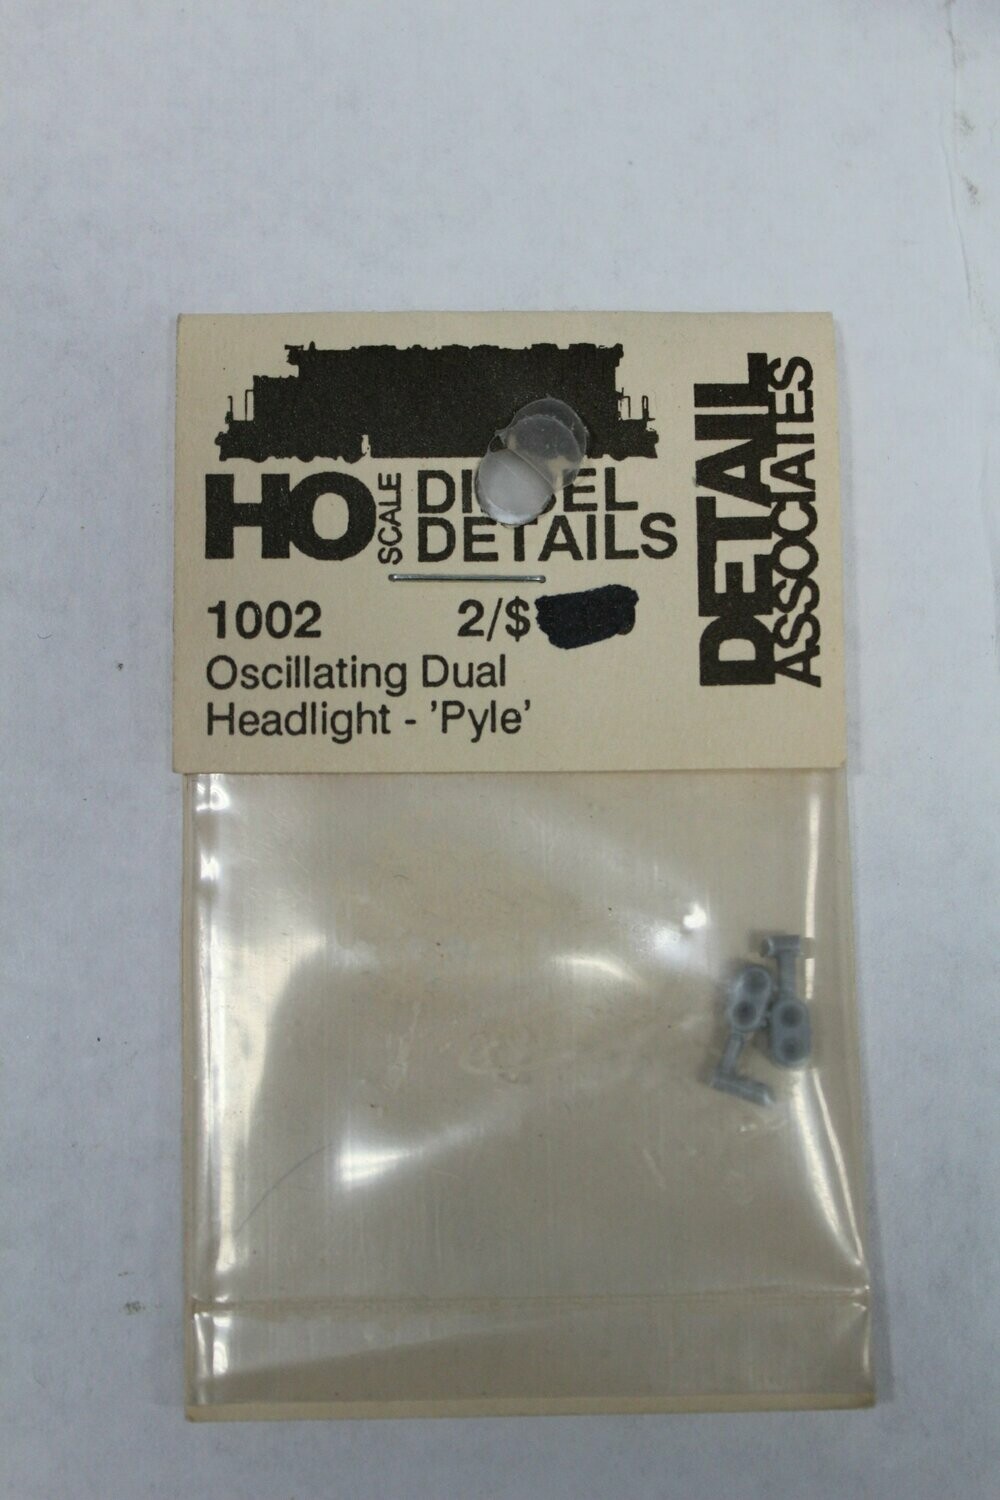 HO SCALE DIESEL
DETAILS
DETAIL
ASSOCIATES
1002 2/$
Oscillating Dual
Headlight - 'Pyle'